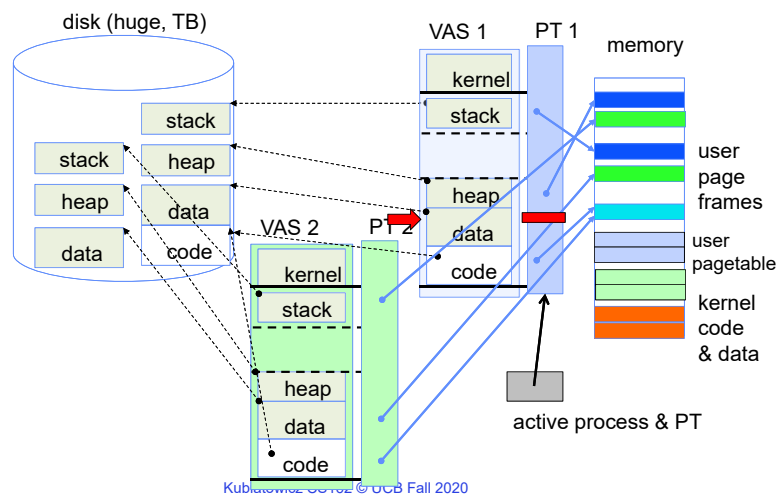 disk (huge, TB)
VAS 1
PT 1
memory
kernel
stack
stack
stack
heap
heap
heap
data
data
data
code
code
VAS 2
PT 2
kernel
stack
heap
data
code
user
page
frames
user
pagetable
kernel
code
& data
active process & PT
Kubiatowicz CS162 © UCB Fall 2020